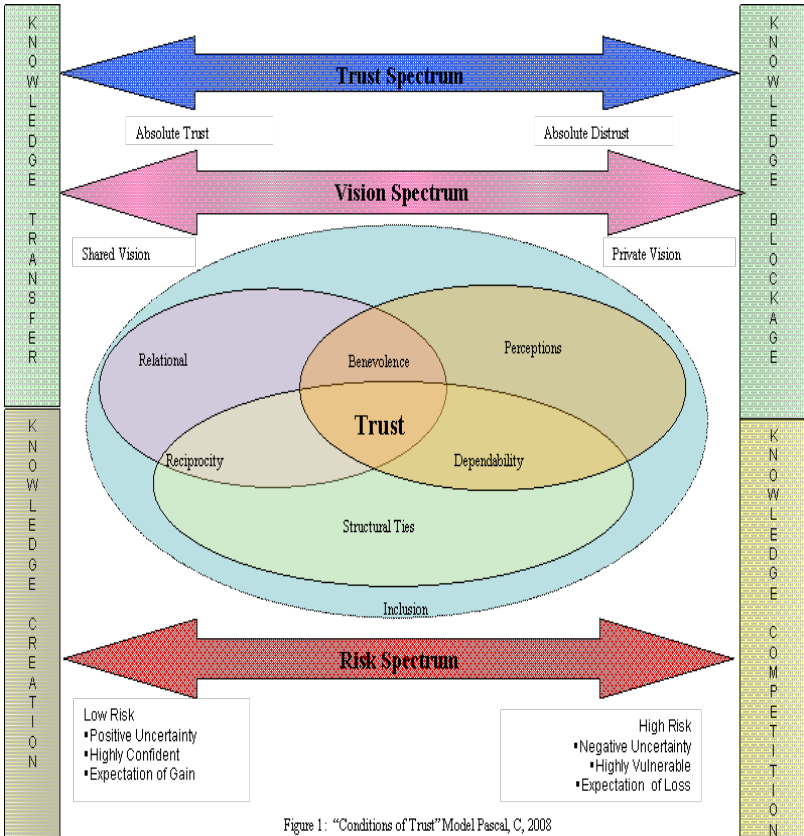 KNOWLEDGE TRANSFER
KNOWLEDGE CREATION
Trust Spectrum
Absolute Trust
Absolute Distrust
Vision Spectrum
Shared Vision
Private Vision
Relational
Benevolence
Perceptions
Trust
Reciprocity
Dependability
Structural Ties
Inclusion
Risk Spectrum
Low Risk
▪Positive Uncertainty
▪Highly Confident
▪Expectation of Gain
High Risk
▪Negative Uncertainty
▪Highly Vulnerable
▪Expectation of Loss
KNOWLEDGE BLOCKAGE
KNOWLEDGE COMPETITION
Figure 1: “Conditions of Trust” Model Pascal, C, 2008